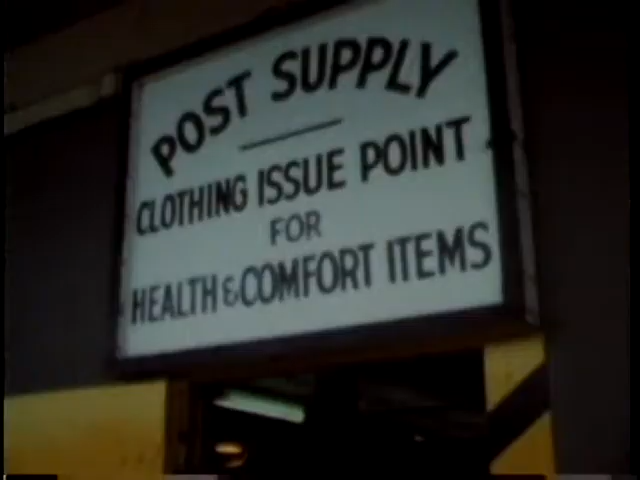 POST SUPPLY
CLOTHING ISSUE POINT
FOR
HEALTH & COMFORT ITEMS